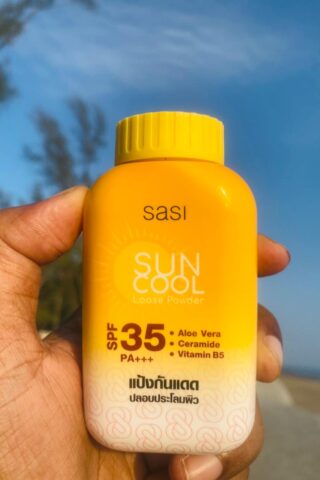 sasi
SUN
COOL
Loose Powder
SPF 35
PA+++
• Aloe Vera
• Ceramide
• Vitamin B5
แป้งกันแดด
ปลอบประโลมผิว